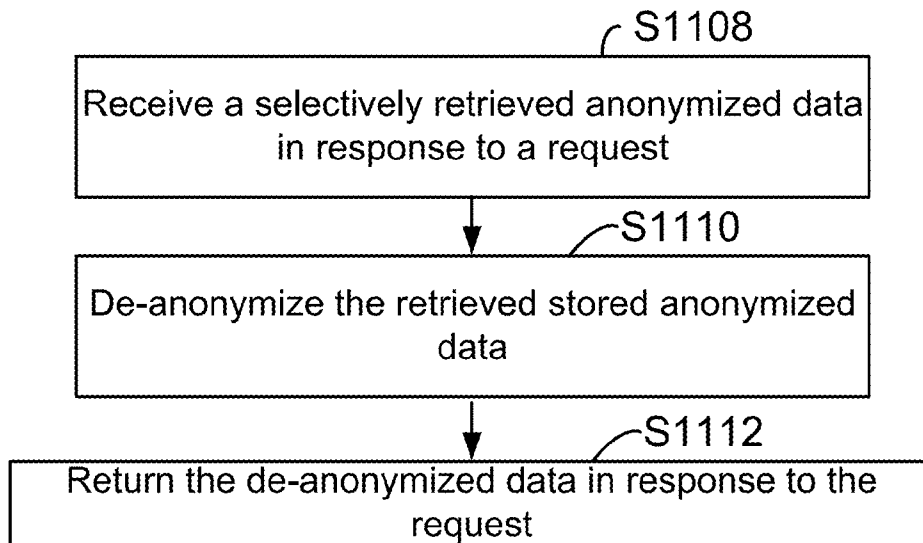 S1108
Receive a selectively retrieved anonymized data
in response to a request
S1110
De-anonymize the retrieved stored anonymized
data
S1112
Return the de-anonymized data in response to the
request